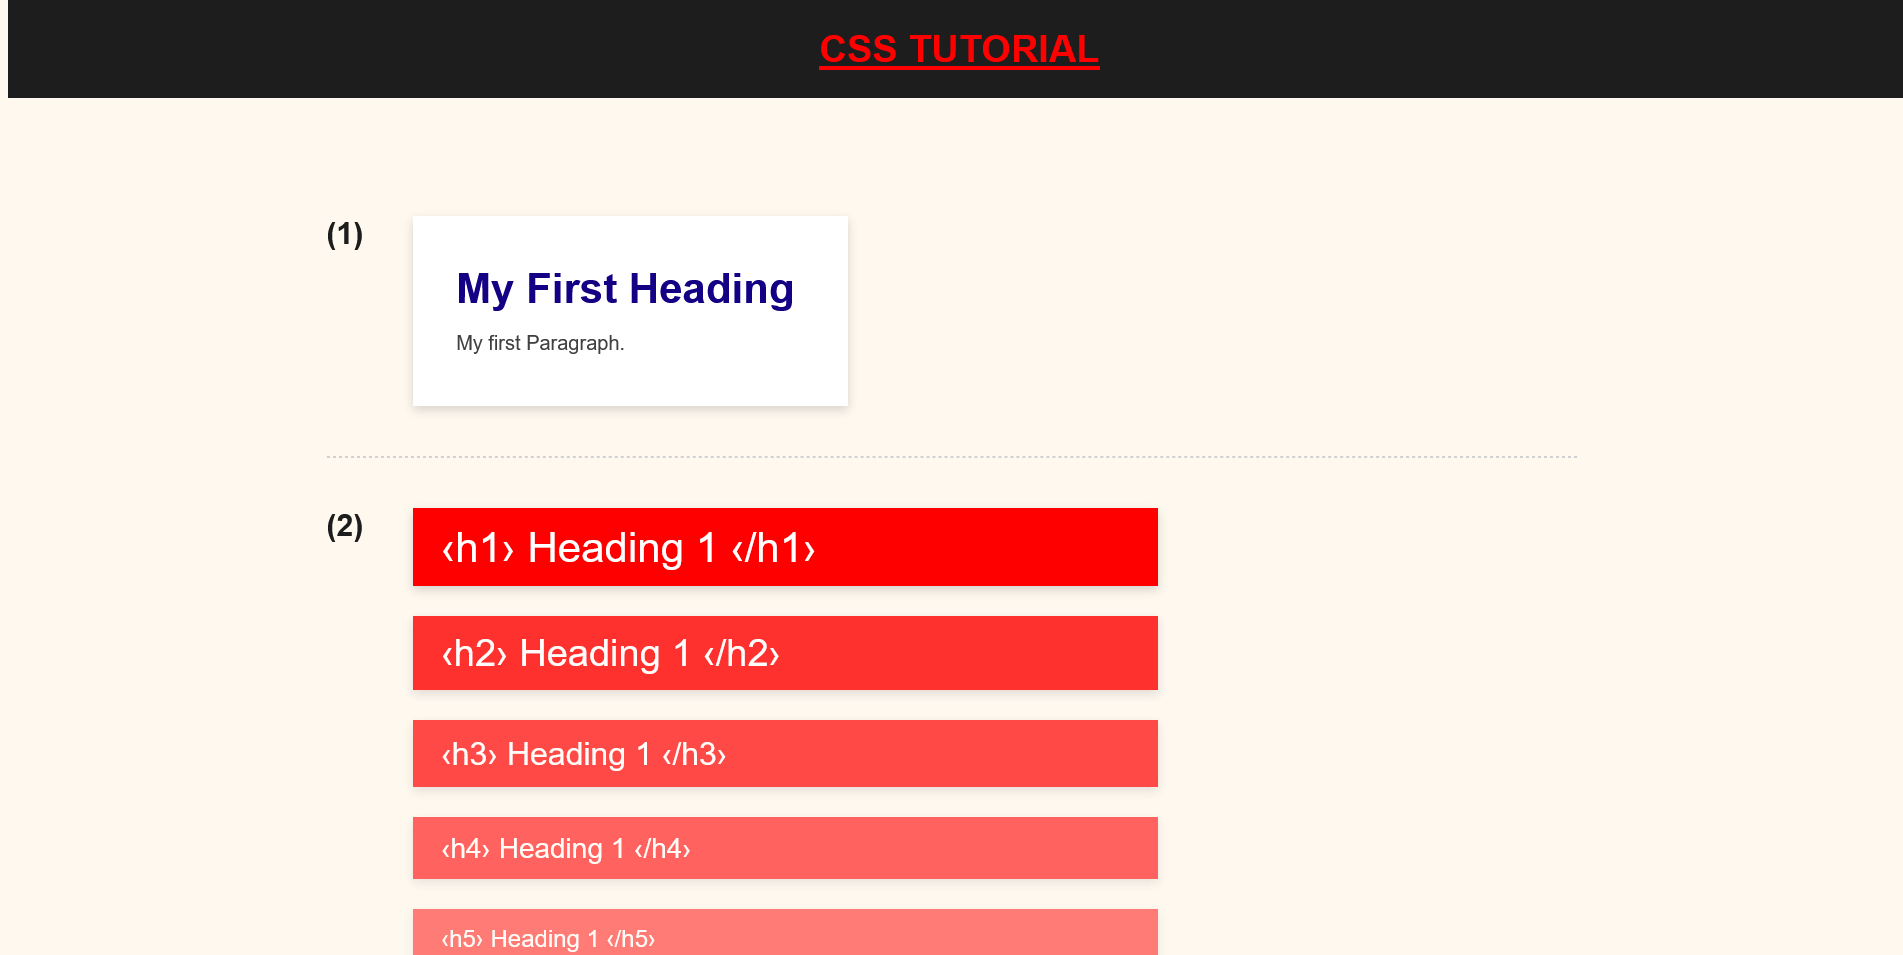 CSS TUTORIAL
(1)
My First Heading
My first Paragraph.
(2)
‹h1› Heading 1 ‹/h1›
‹h2› Heading 1 ‹/h2›
‹h3› Heading 1 ‹/h3›
‹h4› Heading 1 ‹/h4›
‹h5› Heading 1 ‹/h5›